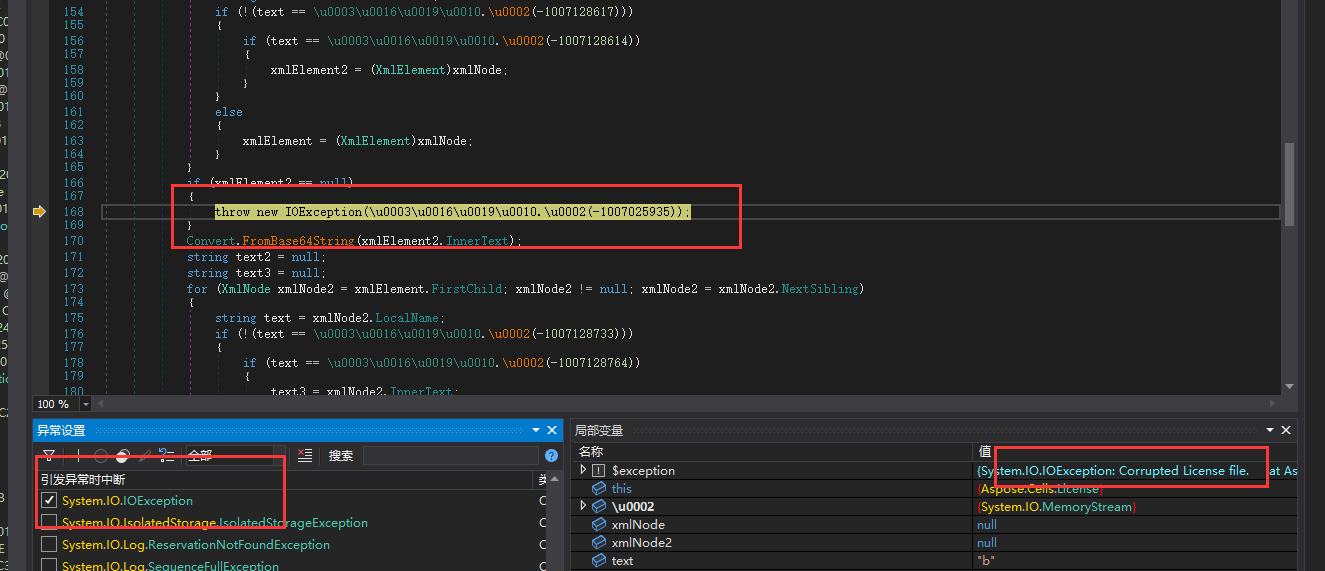 154 if (!(text == \u0003\u0016\u0019\u0010.\u0002(-1007128617)))
155 {
156 if (text == \u0003\u0016\u0019\u0010.\u0002(-1007128614))
157 {
158 xmlElement2 = (XmlElement)xmlNode;
159 }
160 }
161 else
162 {
163 xmlElement = (XmlElement)xmlNode;
164 }
165 }
166 if (xmlElement2 == null)
167 {
168 throw new IOException(\u0003\u0016\u0019\u0010.\u0002(-1007025935));
169 }
170 Convert.FromBase64String(xmlElement2.InnerText);
171 string text2 = null;
172 string text3 = null;
173 for (XmlNode xmlNode2 = xmlElement.FirstChild; xmlNode2 != null; xmlNode2 = xmlNode2.NextSibling)
174 {
175 string text = xmlNode2.LocalName;
176 if (!(text == \u0003\u0016\u0019\u0010.\u0002(-1007128733)))
177 {
178 if (text == \u0003\u0016\u0019\u0010.\u0002(-1007128764))
179 {
180 text3 = xmlNode2.InnerText;
100 %
异常设置
全部
搜索
引发异常时中断
类
System.IO.IOException
System.IO.IsolatedStorage.IsolatedStorageException
System.IO.Log.ReservationNotFoundException
System.IO.Log.SequenceFullException
局部变量
名称 值
$exception {System.IO.IOException: Corrupted License file. at As
this {Aspose.Cells.License}
\u0002 {System.IO.MemoryStream}
xmlNode null
xmlNode2 null
text "b"